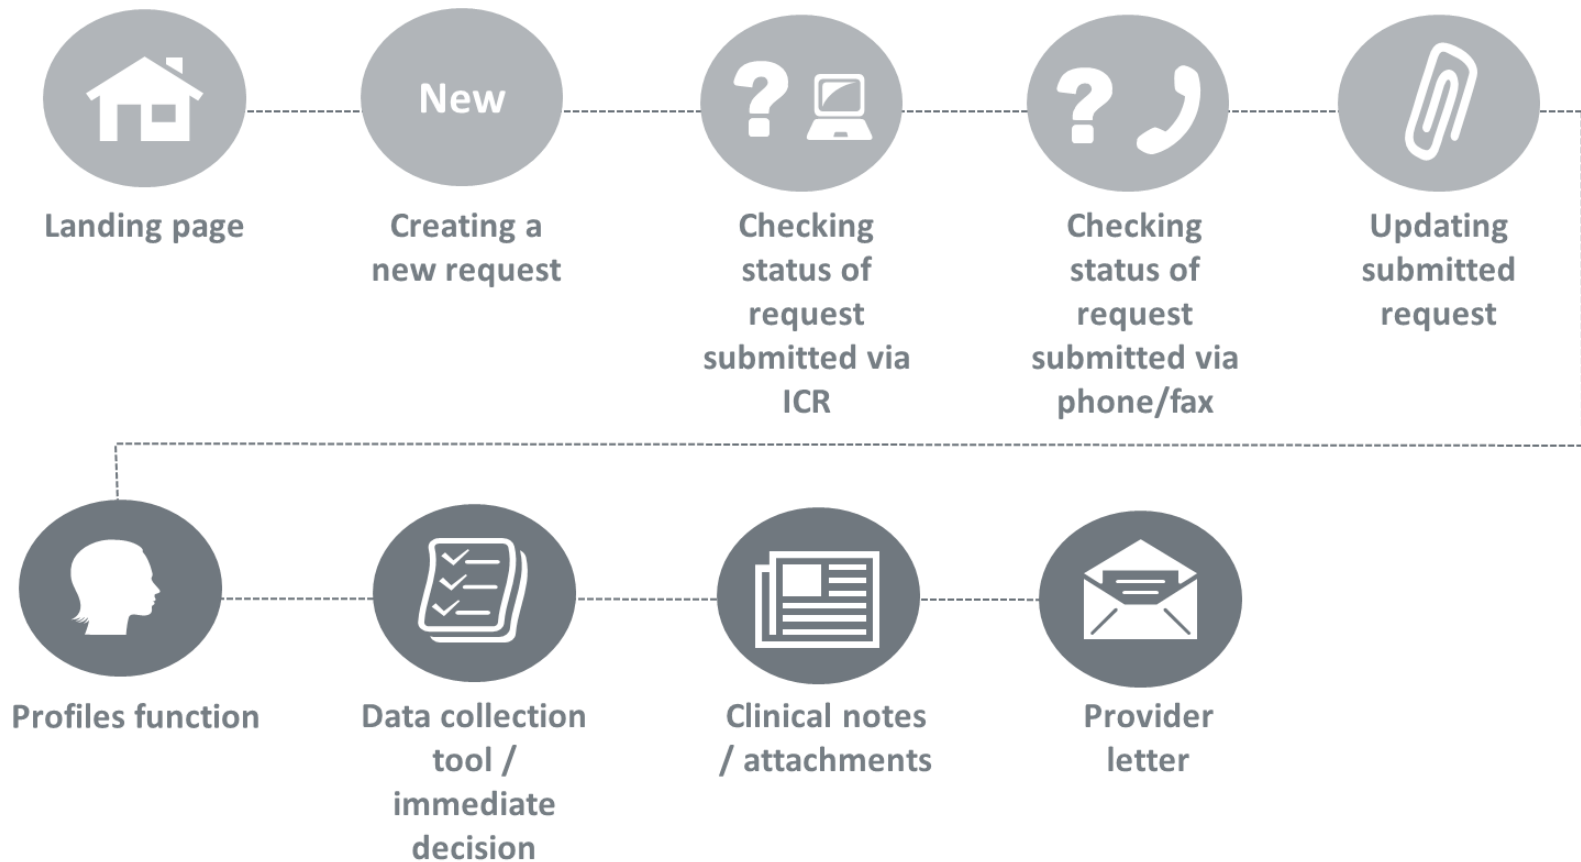 New
Landing page
Creating a
new request
Checking
status of
request
submitted via
ICR
Checking
status of
request
submitted via
phone/fax
Updating
submitted
request
Profiles function
Data collection
tool /
immediate
decision
Clinical notes
/ attachments
Provider
letter